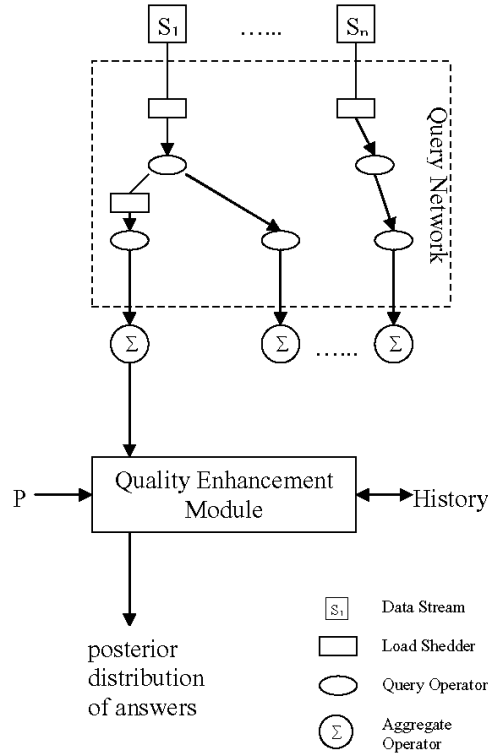 S1 ...... Sn
Query Network
Σ Σ ...... Σ
P
Quality Enhancement
Module
History
posterior
distribution
of answers
S1 Data Stream
Load Shedder
Query Operator
Σ Aggregate
Operator